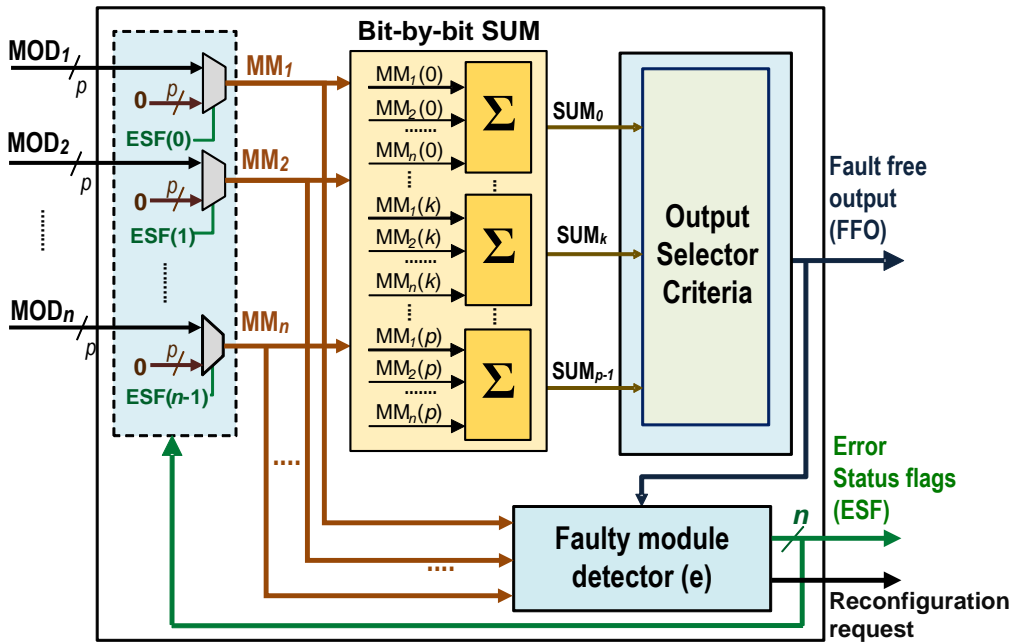 Bit-by-bit SUM
MOD1
p
0
p
ESF(0)
MM1
MOD2
p
0
p
ESF(1)
MM2
MODn
p
0
p
ESF(n-1)
MMn
MM1(0)
MM2(0)
.......
MMn(0)
Σ
SUM0
MM1(k)
MM2(k)
.......
MMn(k)
Σ
SUMk
MM1(p)
MM2(p)
.......
MMn(p)
Σ
SUMp-1
Output
Selector
Criteria
Fault free
output
(FFO)
Error
Status flags
(ESF)
n
Faulty module
detector (e)
Reconfiguration
request